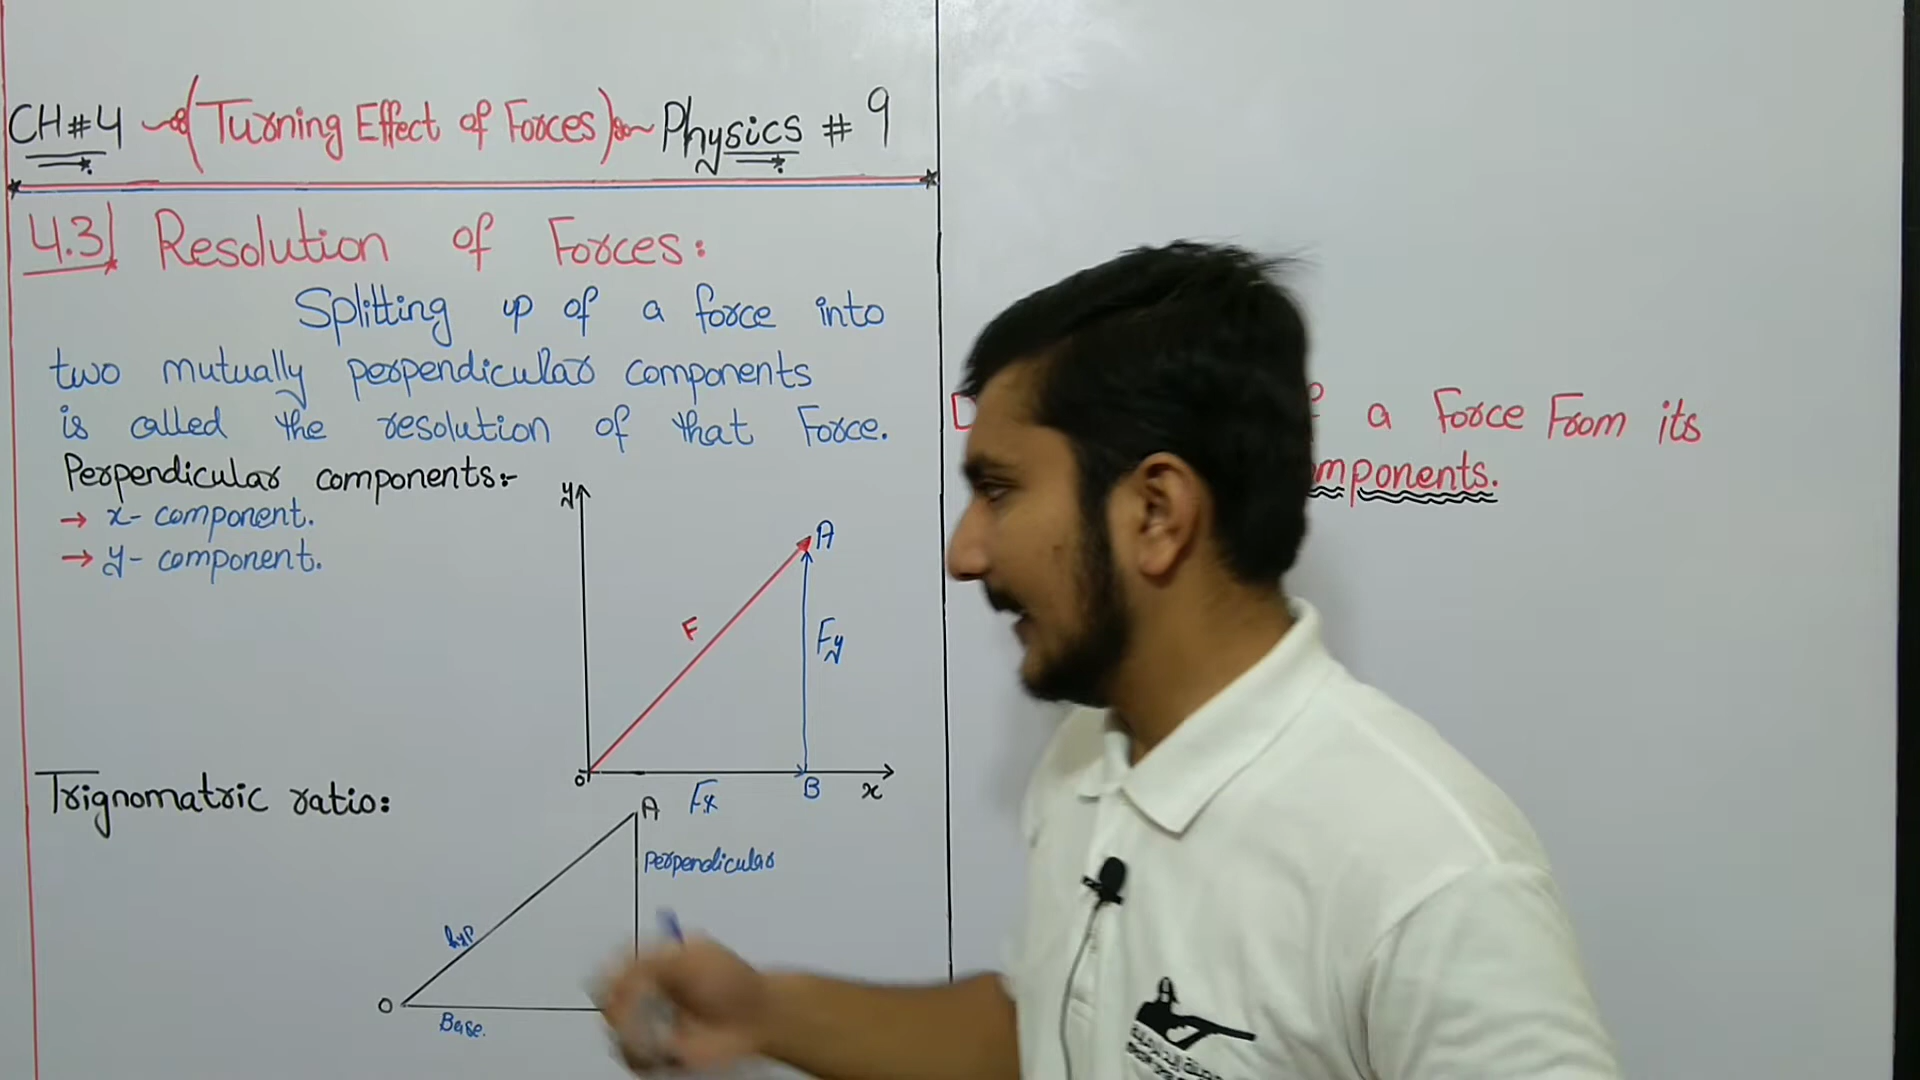 CH#4 (Turning Effect of Forces) Physics # 9
4.3 Resolution of Forces:
Splitting up of a force into
two mutually perpendicular components
is called the resolution of that Force.
Perpendicular components:-
→ x- component.
→ y- component.
y
A
F
Fy
O
Fx
B
x
Trignomatric ratio:
A
Perpendicular
hyp
O
Base.
a Force From its
mponents.